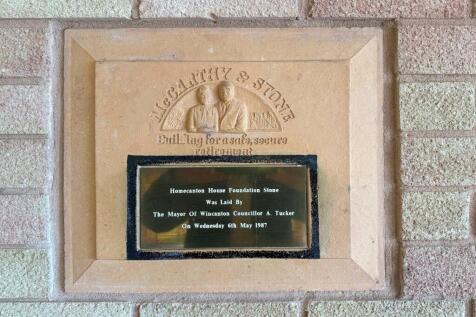 McCARTHY & STONE
Building for a safe, secure
retirement
Homecanton House Foundation Stone
Was Laid By
The Mayor Of Wincanton Councillor A. Tucker
On Wednesday 6th May 1987